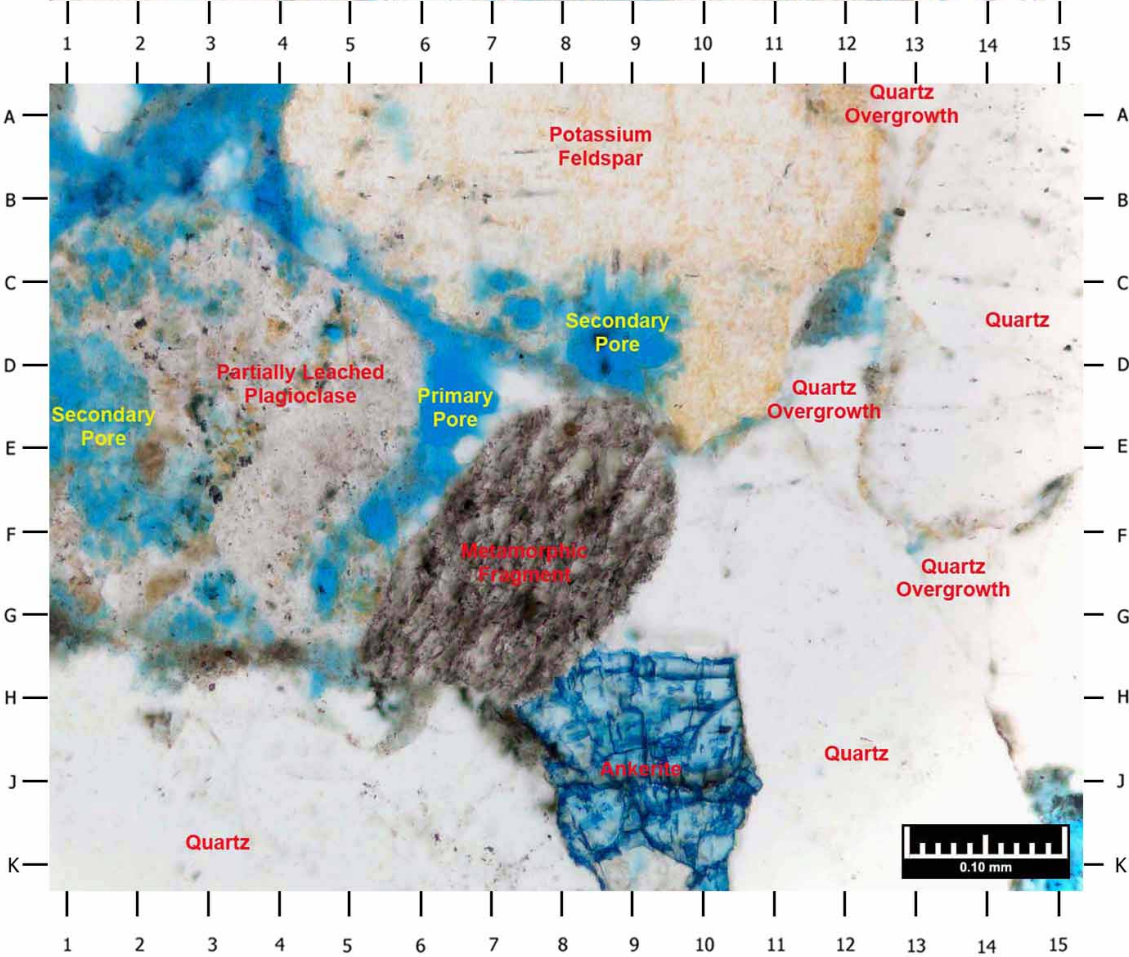 1 2 3 4 5 6 7 8 9 10 11 12 13 14 15
A A
Quartz
Overgrowth
Potassium
Feldspar
B B
C C
Secondary
Pore
Quartz
D D
Partially Leached
Plagioclase
Primary
Pore
Quartz
Overgrowth
Secondary
Pore
E E
F F
Metamorphic
Fragment
Quartz
Overgrowth
G G
H H
Quartz
Ankerite
J J
Quartz
K K
0.10 mm
1 2 3 4 5 6 7 8 9 10 11 12 13 14 15